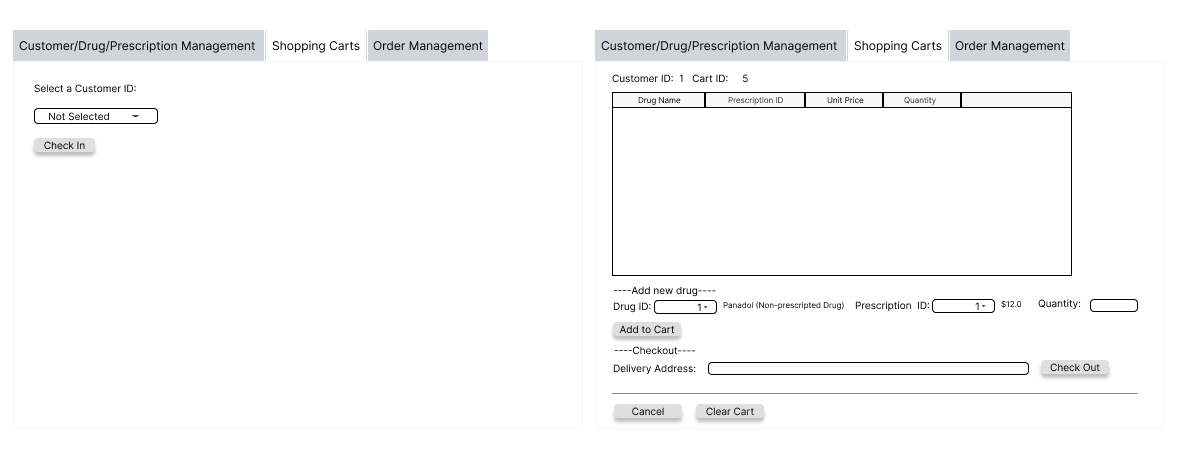 Customer/Drug/Prescription Management Shopping Carts Order Management
Select a Customer ID:
Not Selected
Check In
Customer/Drug/Prescription Management Shopping Carts Order Management
Customer ID: 1 Cart ID: 5
Drug Name Prescription ID Unit Price Quantity
----Add new drug----
Drug ID: 1 Panadol (Non-prescripted Drug) Prescription ID: 1 $12.0 Quantity:
Add to Cart
----Checkout----
Delivery Address: Check Out
Cancel Clear Cart